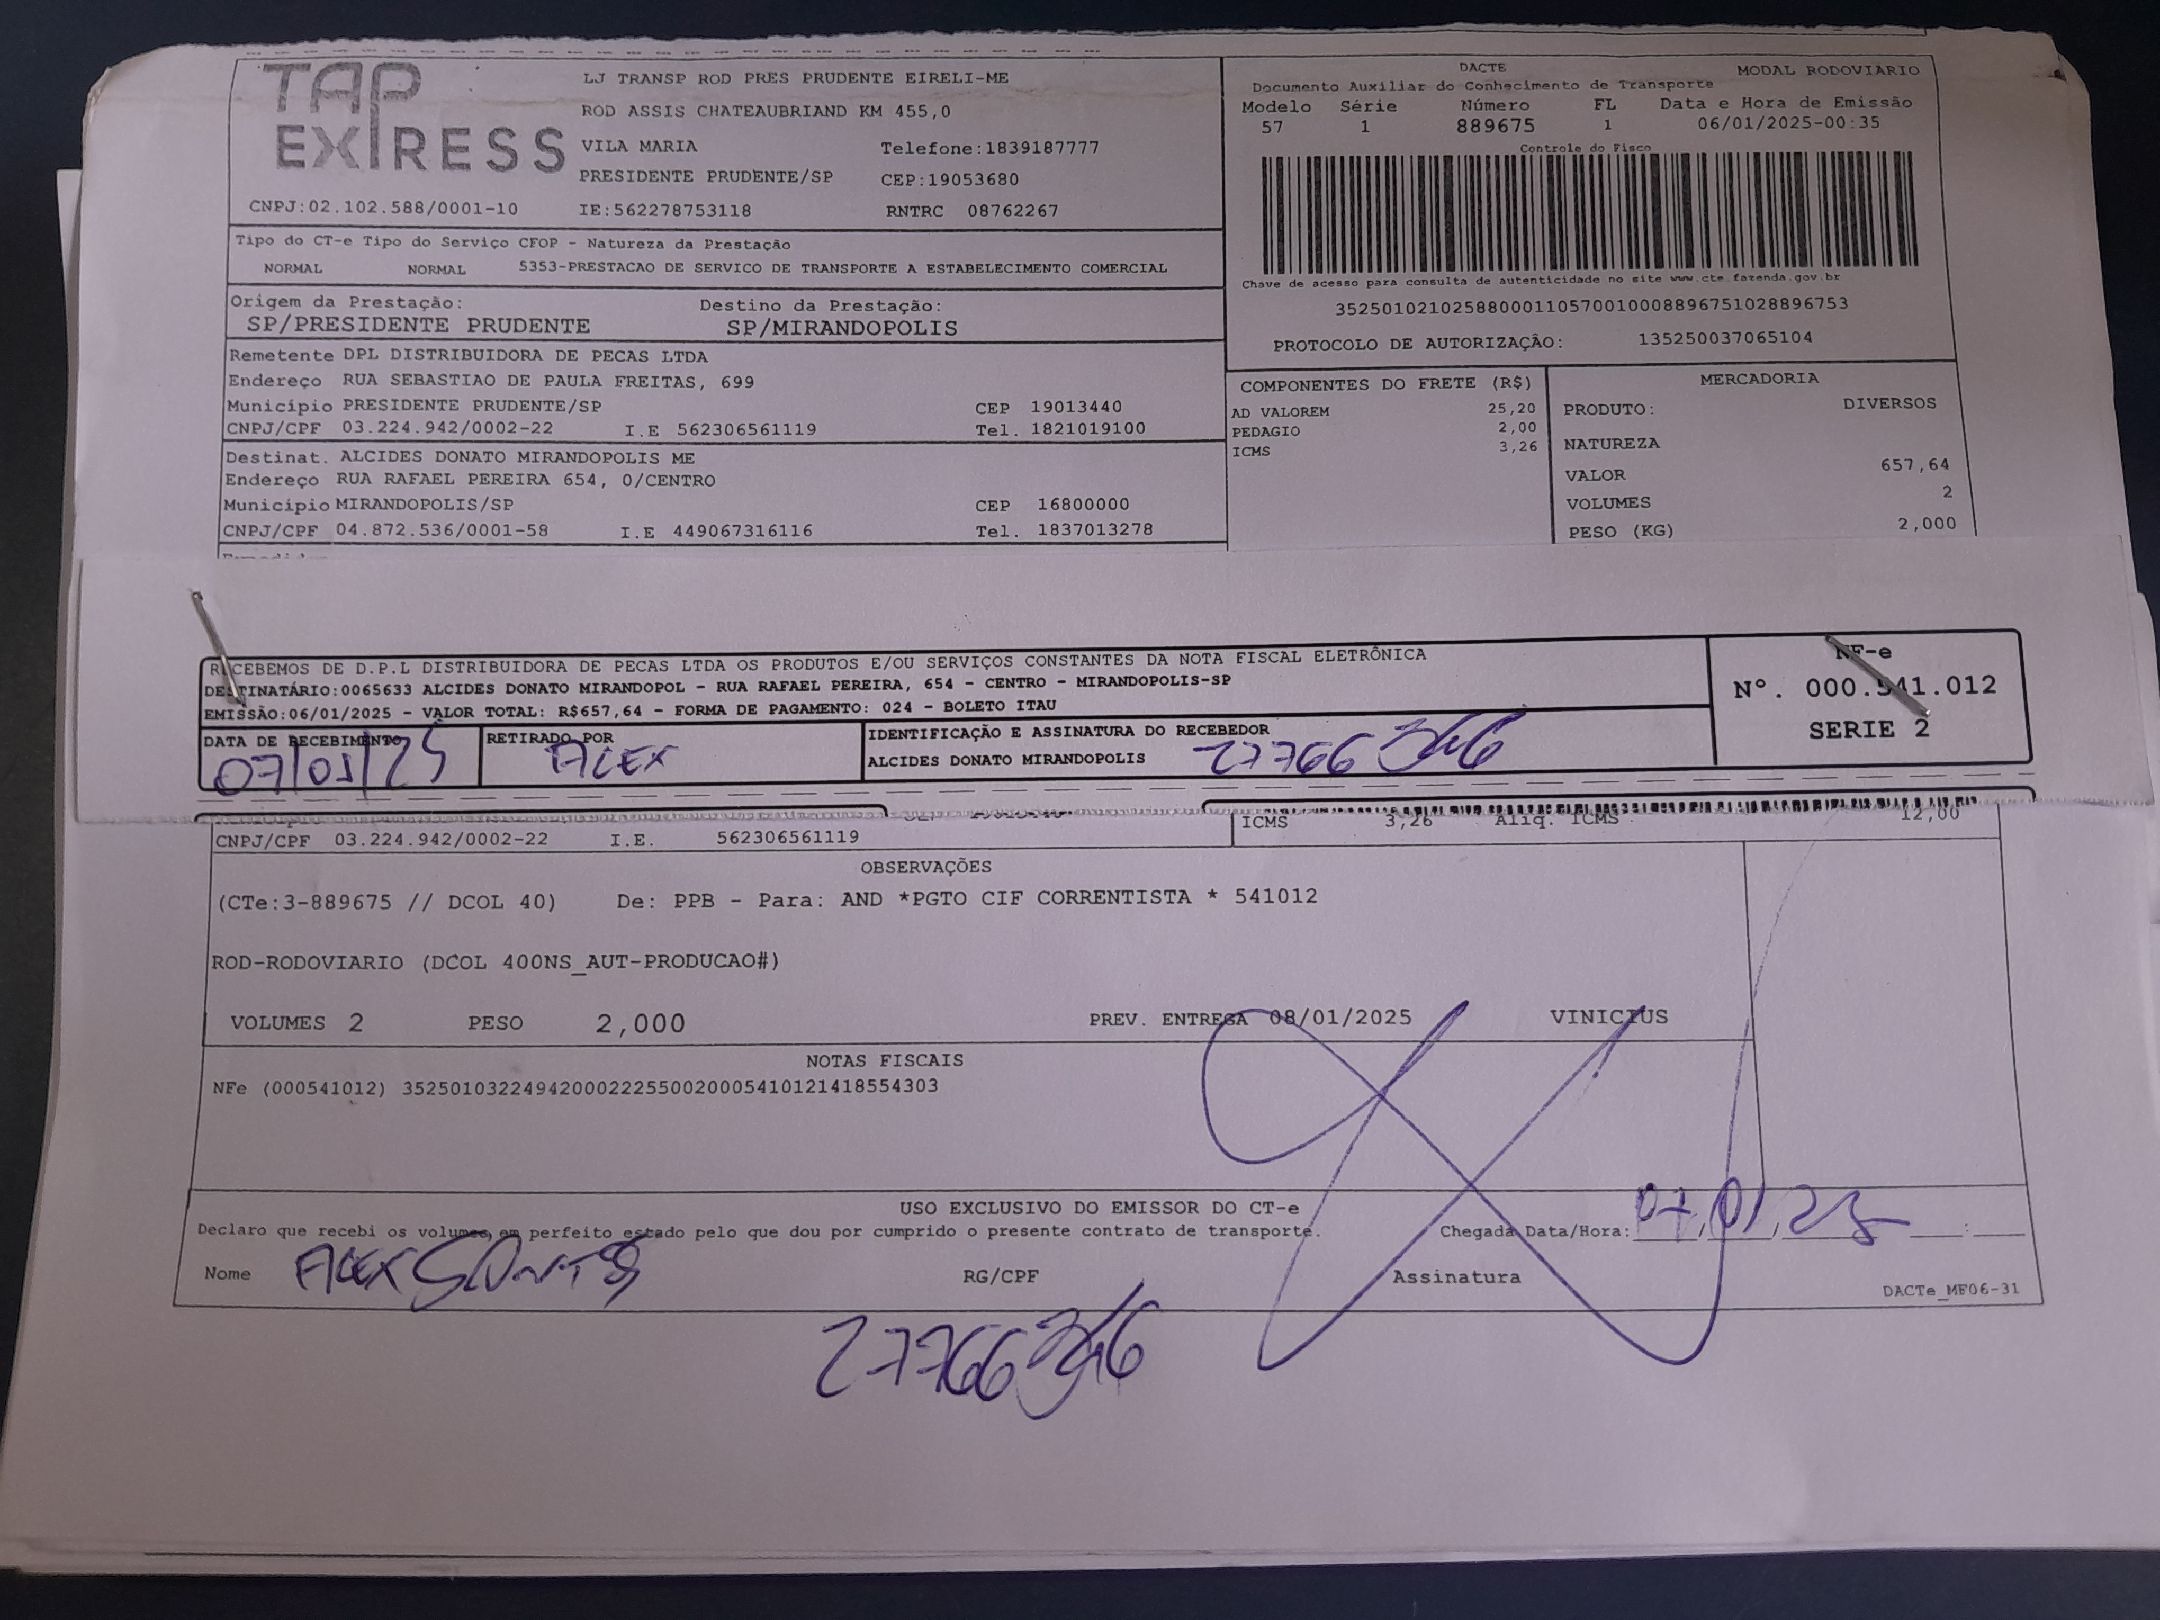 TAP EXPRESS
LJ TRANSP ROD PRES PRUDENTE EIRELI-ME
ROD ASSIS CHATEAUBRIAND KM 455,0
VILA MARIA Telefone:1839187777
PRESIDENTE PRUDENTE/SP CEP:19053680
CNPJ:02.102.588/0001-10 IE:562278753118 RNTRC 08762267
DACTE MODAL RODOVIARIO
Documento Auxiliar do Conhecimento de Transporte
Modelo Série Número FL Data e Hora de Emissão
57 1 889675 1 06/01/2025-00:35
Controle do Fisco
Chave de acesso para consulta de autenticidade no site www.cte.fazenda.gov.br
35250102102588000110570010008896751028896753
PROTOCOLO DE AUTORIZAÇÃO: 135250037065104
Tipo do CT-e Tipo do Serviço CFOP - Natureza da Prestação
NORMAL NORMAL 5353-PRESTACAO DE SERVICO DE TRANSPORTE A ESTABELECIMENTO COMERCIAL
Origem da Prestação: Destino da Prestação:
SP/PRESIDENTE PRUDENTE SP/MIRANDOPOLIS
Remetente DPL DISTRIBUIDORA DE PECAS LTDA
Endereço RUA SEBASTIAO DE PAULA FREITAS, 699
Município PRESIDENTE PRUDENTE/SP CEP 19013440
CNPJ/CPF 03.224.942/0002-22 I.E 562306561119 Tel. 1821019100
Destinat. ALCIDES DONATO MIRANDOPOLIS ME
Endereço RUA RAFAEL PEREIRA 654, 0/CENTRO
Município MIRANDOPOLIS/SP CEP 16800000
CNPJ/CPF 04.872.536/0001-58 I.E 449067316116 Tel. 1837013278
COMPONENTES DO FRETE (R$)
AD VALOREM 25,20
PEDAGIO 2,00
ICMS 3,26
MERCADORIA
PRODUTO: DIVERSOS
NATUREZA
VALOR 657,64
VOLUMES 2
PESO (KG) 2,000
RECEBEMOS DE D.P.L DISTRIBUIDORA DE PECAS LTDA OS PRODUTOS E/OU SERVIÇOS CONSTANTES DA NOTA FISCAL ELETRÔNICA
DESTINATÁRIO:0065633 ALCIDES DONATO MIRANDOPOL - RUA RAFAEL PEREIRA, 654 - CENTRO - MIRANDOPOLIS-SP
EMISSÃO:06/01/2025 - VALOR TOTAL: R$657,64 - FORMA DE PAGAMENTO: 024 - BOLETO ITAU
NF-e
Nº. 000.541.012
SERIE 2
DATA DE RECEBIMENTO RETIRADO POR IDENTIFICAÇÃO E ASSINATURA DO RECEBEDOR
07/01/25 ALEX ALCIDES DONATO MIRANDOPOLIS 27766346
ICMS 3,26 Aliq. ICMS 12,00
CNPJ/CPF 03.224.942/0002-22 I.E. 562306561119
OBSERVAÇÕES
(CTe:3-889675 // DCOL 40) De: PPB - Para: AND *PGTO CIF CORRENTISTA * 541012
ROD-RODOVIARIO (DCOL 400NS_AUT-PRODUCAO#)
VOLUMES 2 PESO 2,000 PREV. ENTREGA 08/01/2025 VINICIUS
NOTAS FISCAIS
NFe (000541012) 35250103224942000222550020005410121418554303
USO EXCLUSIVO DO EMISSOR DO CT-e
Declaro que recebi os volumes em perfeito estado pelo que dou por cumprido o presente contrato de transporte. Chegada Data/Hora: 07/01/25
Nome ALEX SANTOS RG/CPF Assinatura
DACTe_MF06-31
27766346